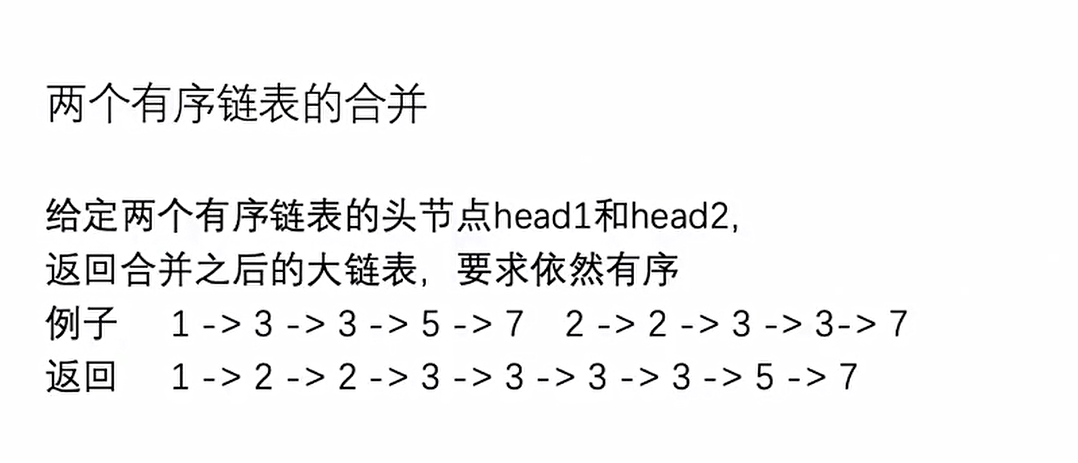 两个有序链表的合并
给定两个有序链表的头节点head1和head2,
返回合并之后的大链表，要求依然有序
例子 1 -> 3 -> 3 -> 5 -> 7 2 -> 2 -> 3 -> 3-> 7
返回 1 -> 2 -> 2 -> 3 -> 3 -> 3 -> 3 -> 5 -> 7